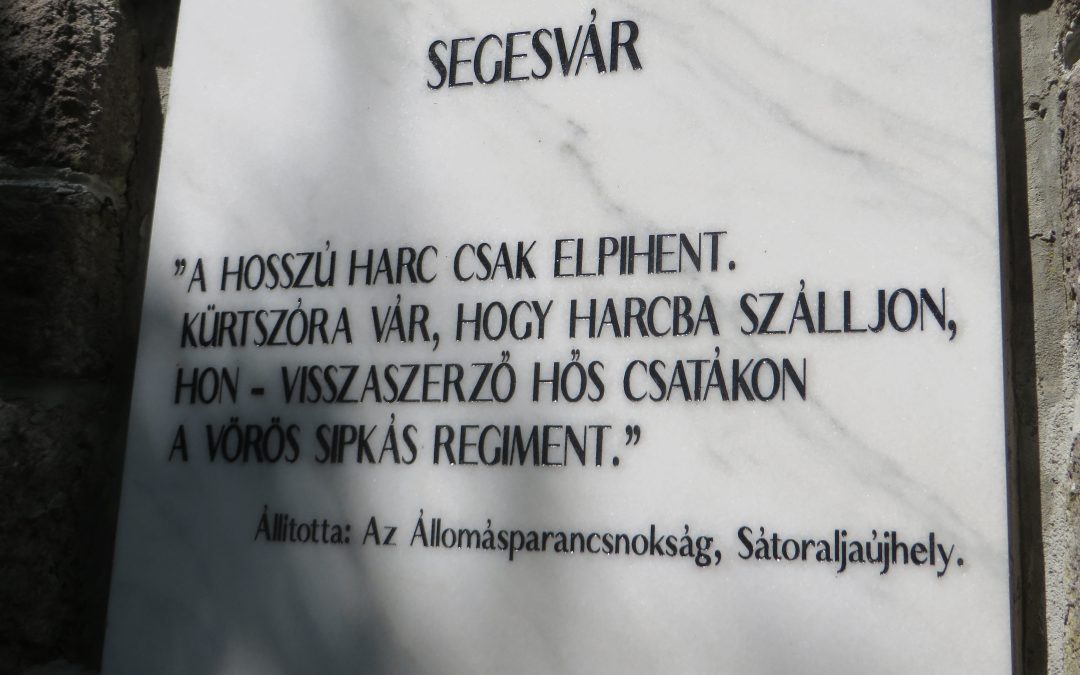 SEGESVÁR
"A HOSSZÚ HARC CSAK ELPIHENT.
KÜRTSZÓRA VÁR, HOGY HARCBA SZÁLLJON,
HON - VISSZASZERZŐ HŐS CSATÁKON
A VÖRÖS SIPKÁS REGIMENT."
Állitotta: Az Állomásparancsnokság, Sátoraljaújhely.